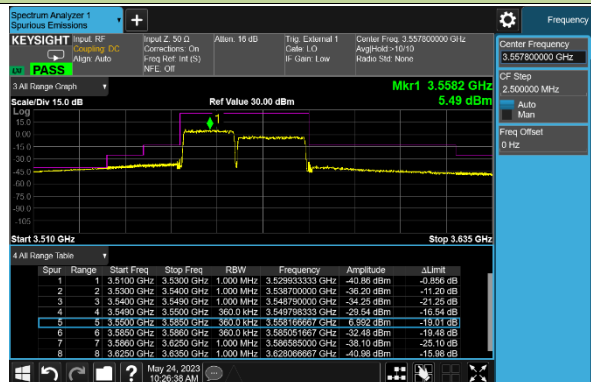 Spectrum Analyzer 1
Spurious Emissions
Frequency
KEYSIGHT Input: RF
Coupling: DC
Align: Auto
Input Z: 50 Ω
Corrections: On
Freq Ref: Int (S)
NFE: Off
Atten: 16 dB
Trig: External 1
Gate: LO
IF Gain: Low
Center Freq: 3.557800000 GHz
Avg|Hold:>10/10
Radio Std: None
LM PASS
Center Frequency
3.557800000 GHz
CF Step
2.500000 MHz
Auto
Man
Freq Offset
0 Hz
3 All Range Graph
Mkr1 3.5582 GHz
5.49 dBm
Scale/Div 15.0 dB
Ref Value 30.00 dBm
Log
15.0
0.00
-15.0
-30.0
-45.0
-60.0
-75.0
-90.0
-105
1
Start 3.510 GHz
Stop 3.635 GHz
4 All Range Table
Spur Range Start Freq Stop Freq RBW Frequency Amplitude ΔLimit
1 1 3.5100 GHz 3.5300 GHz 1.000 MHz 3.529933333 GHz -40.86 dBm -0.856 dB
2 2 3.5300 GHz 3.5400 GHz 1.000 MHz 3.538700000 GHz -36.20 dBm -11.20 dB
3 3 3.5400 GHz 3.5490 GHz 1.000 MHz 3.548790000 GHz -34.25 dBm -21.25 dB
4 4 3.5490 GHz 3.5500 GHz 360.0 kHz 3.549798333 GHz -29.54 dBm -16.54 dB
5 5 3.5500 GHz 3.5850 GHz 360.0 kHz 3.558166667 GHz 6.992 dBm -19.01 dB
6 6 3.5850 GHz 3.5860 GHz 360.0 kHz 3.585051667 GHz -32.48 dBm -19.48 dB
7 7 3.5860 GHz 3.6250 GHz 1.000 MHz 3.586585000 GHz -38.10 dBm -25.10 dB
8 8 3.6250 GHz 3.6350 GHz 1.000 MHz 3.628066667 GHz -40.98 dBm -15.98 dB
May 24, 2023
10:26:38 AM